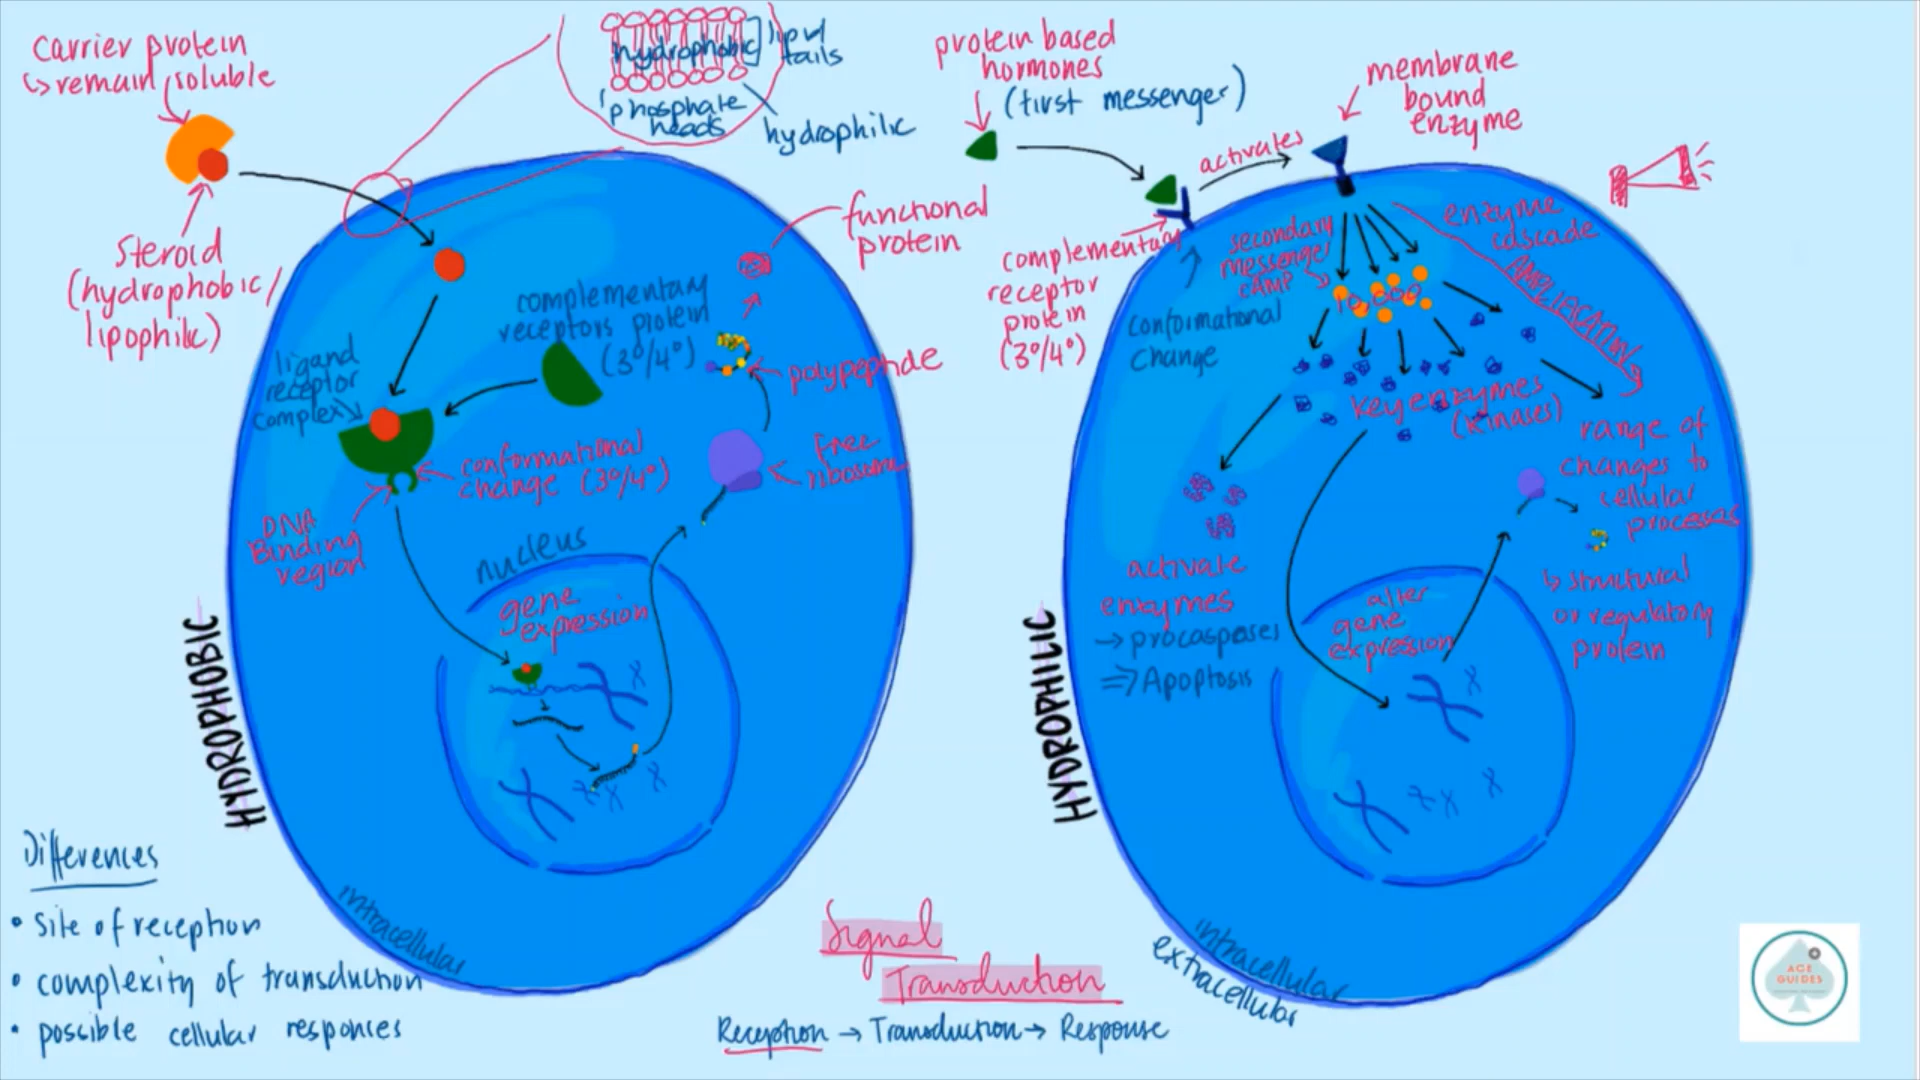 carrier protein
↳ remain soluble
steroid
(hydrophobic/
lipophilic)
hydrophobic
lipid
tails
phosphate
heads
hydrophilic
functional
protein
complementary
receptors protein
(3°/4°)
polypeptide
ligand
receptor
complex
conformational
change (3°/4°)
Free
ribosome
DNA
Binding
region
nucleus
gene
expression
HYDROPHOBIC
intracellular
protein based
hormones
(first messenger)
activates
membrane
bound
enzyme
complementary
receptor
protein
(3°/4°)
conformational
change
secondary
messenger
cAMP
10,000
enzyme
cascade
AMPLIFICATION
key enzymes
(kinases)
range of
changes to
cellular
processes
↳ structural
or regulatory
protein
activate
enzymes
→ procaspases
⇒ Apoptosis
alter
gene
expression
HYDROPHILIC
intracellular
extracellular
Differences
• site of reception
• complexity of transduction
• possible cellular responces
Signal
Transduction
Reception → Transduction → Response
ACE
GUIDES